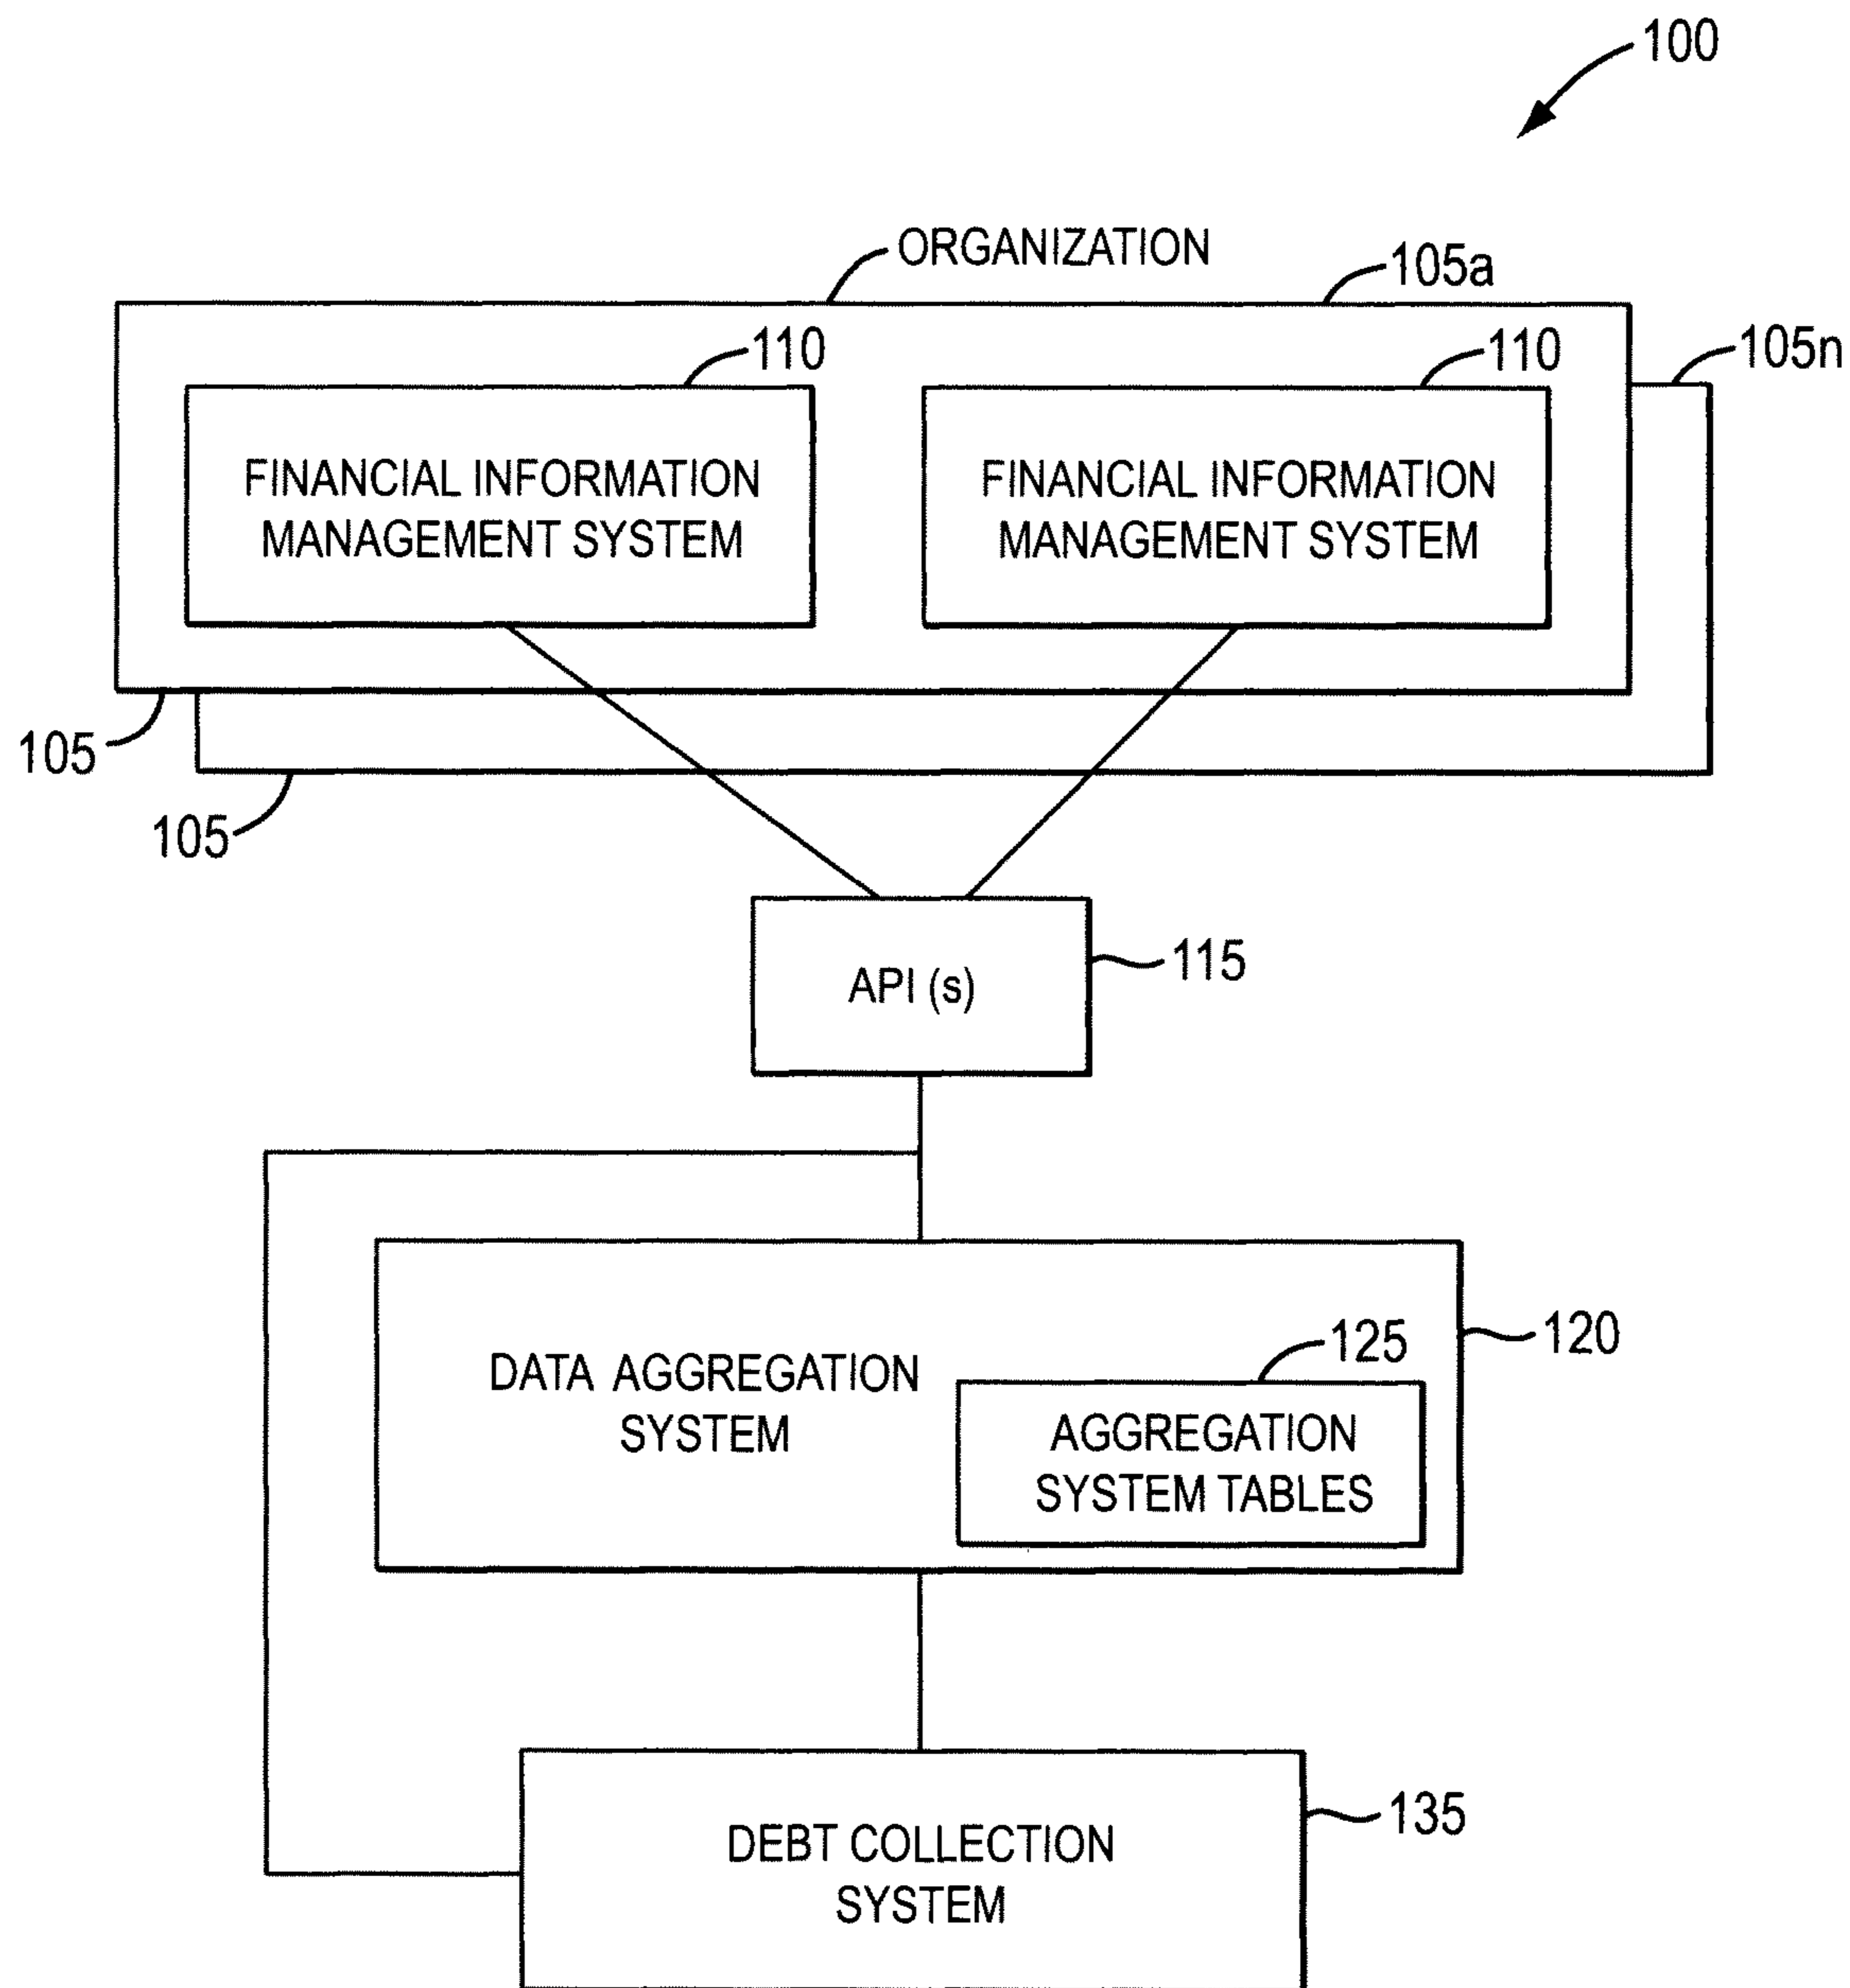 100
ORGANIZATION
105a
105n
110
110
FINANCIAL INFORMATION
MANAGEMENT SYSTEM
FINANCIAL INFORMATION
MANAGEMENT SYSTEM
105
105
API (s)
115
120
125
DATA AGGREGATION
SYSTEM
AGGREGATION
SYSTEM TABLES
135
DEBT COLLECTION
SYSTEM